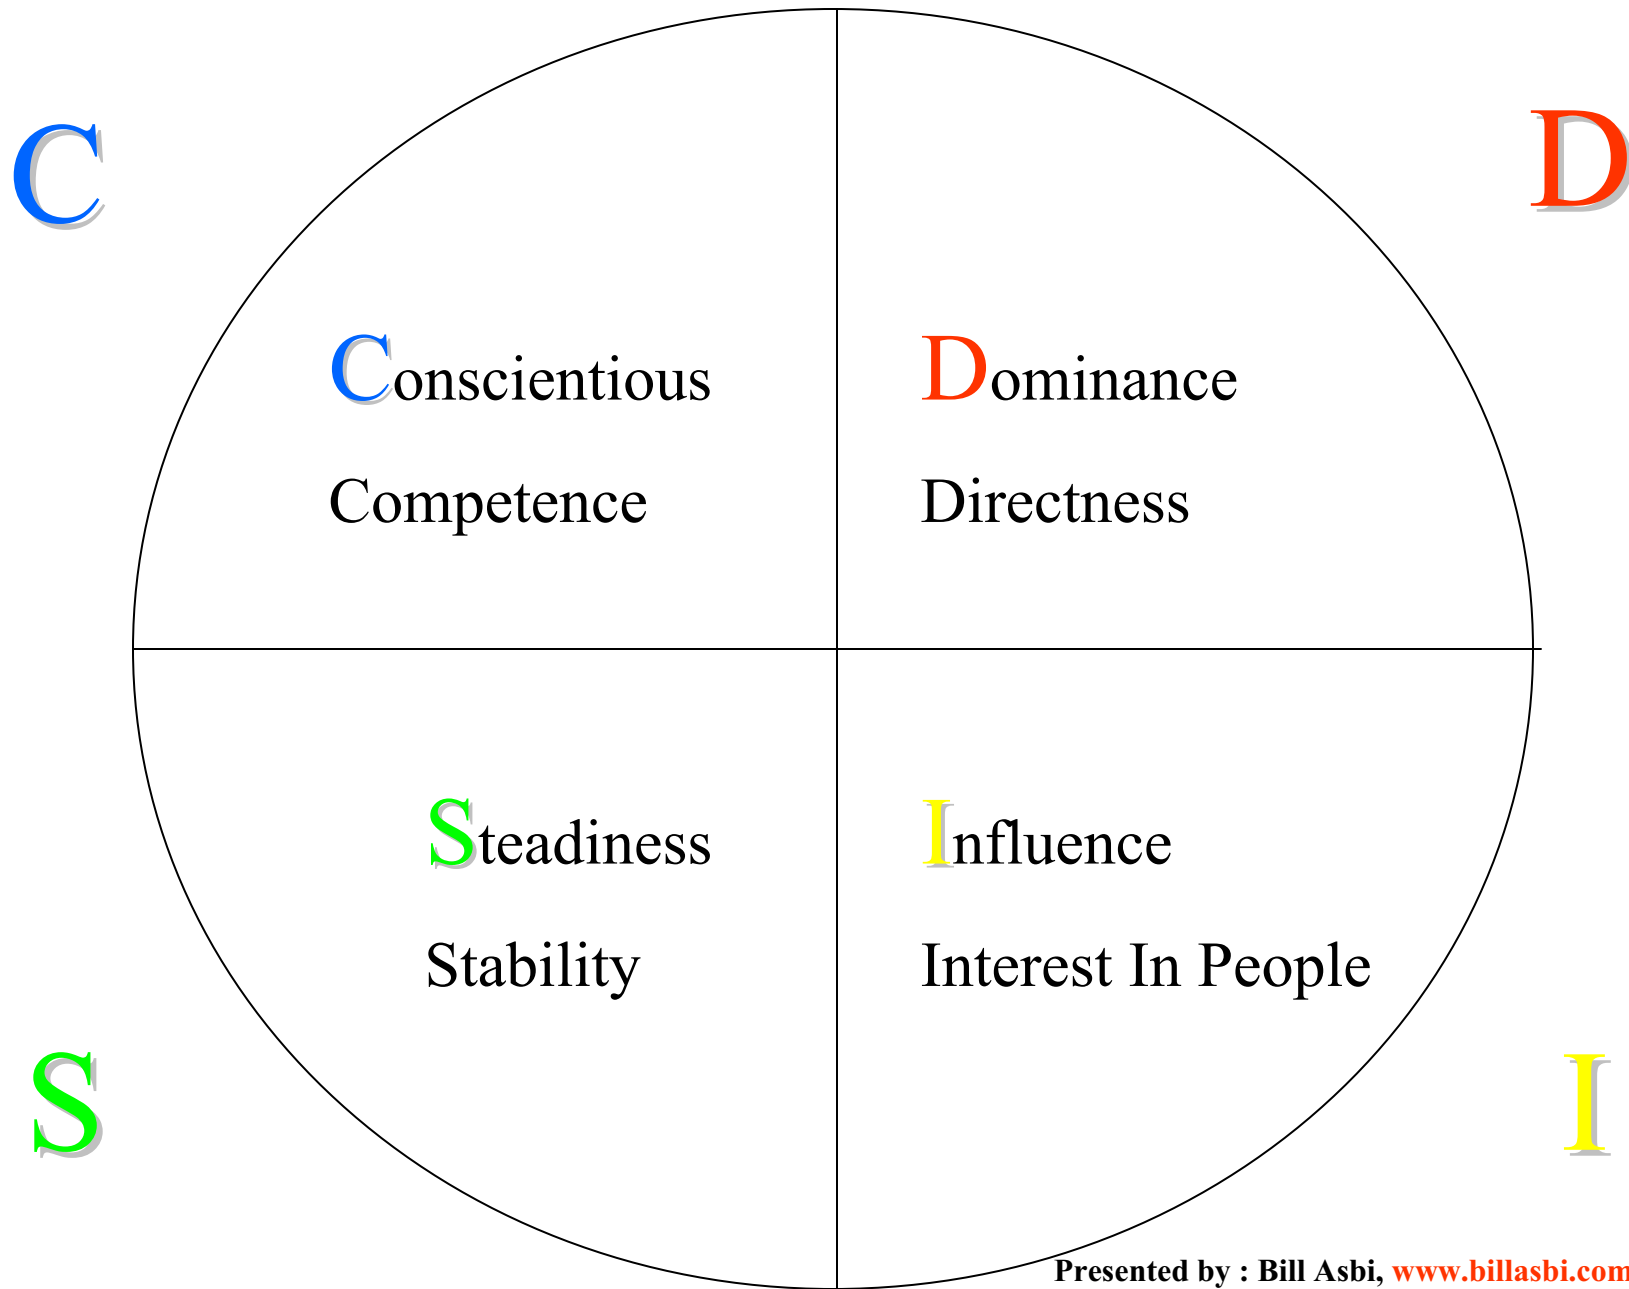 C
D
Conscientious
Competence
Dominance
Directness
Steadiness
Stability
Influence
Interest In People
S
I
Presented by : Bill Asbi, www.billasbi.com